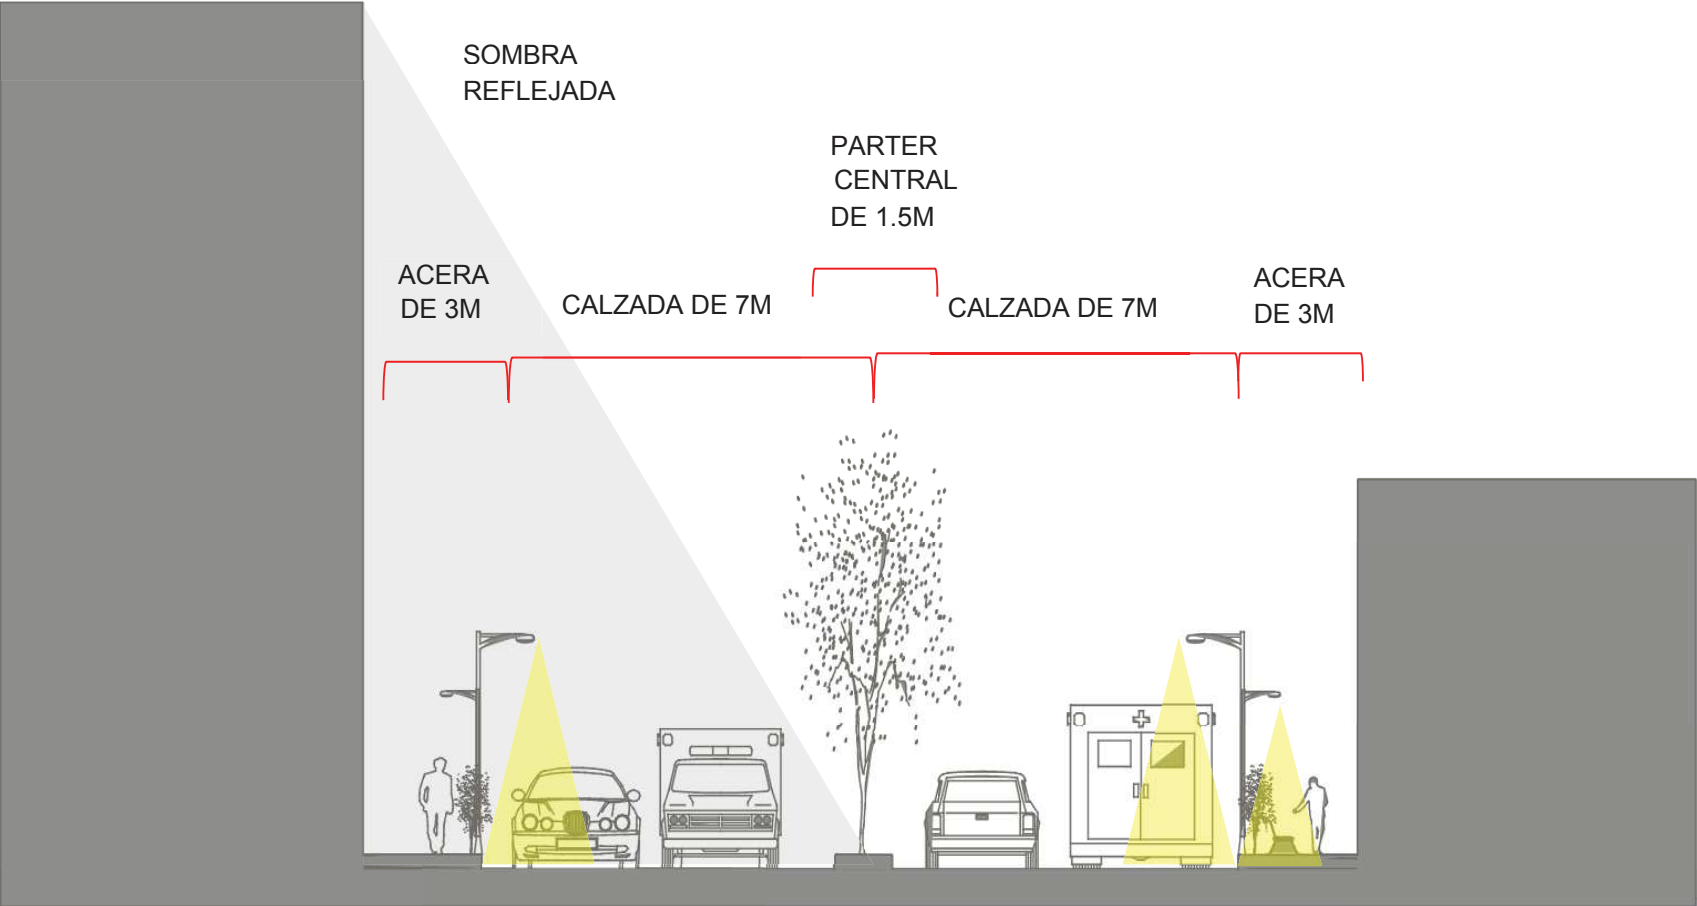 SOMBRA
REFLEJADA
PARTER
CENTRAL
DE 1.5M
ACERA
DE 3M
CALZADA DE 7M
CALZADA DE 7M
ACERA
DE 3M